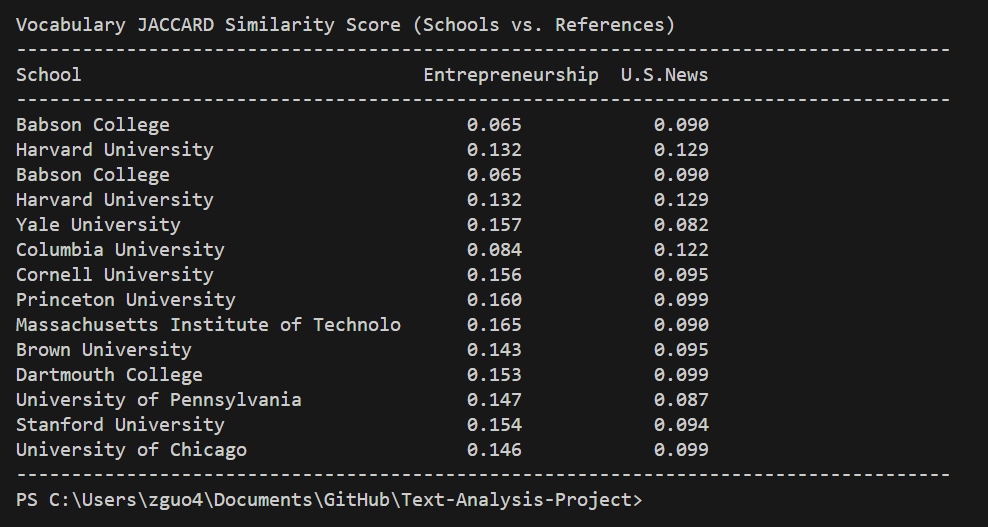 Vocabulary JACCARD Similarity Score (Schools vs. References)
-------------------------------------------------------------------------------------
School                               Entrepreneurship  U.S.News
-------------------------------------------------------------------------------------
Babson College                           0.065            0.090
Harvard University                       0.132            0.129
Babson College                           0.065            0.090
Harvard University                       0.132            0.129
Yale University                          0.157            0.082
Columbia University                      0.084            0.122
Cornell University                       0.156            0.095
Princeton University                     0.160            0.099
Massachusetts Institute of Technolo      0.165            0.090
Brown University                         0.143            0.095
Dartmouth College                        0.153            0.099
University of Pennsylvania               0.147            0.087
Stanford University                      0.154            0.094
University of Chicago                    0.146            0.099
-------------------------------------------------------------------------------------
PS C:\Users\zguo4\Documents\GitHub\Text-Analysis-Project>